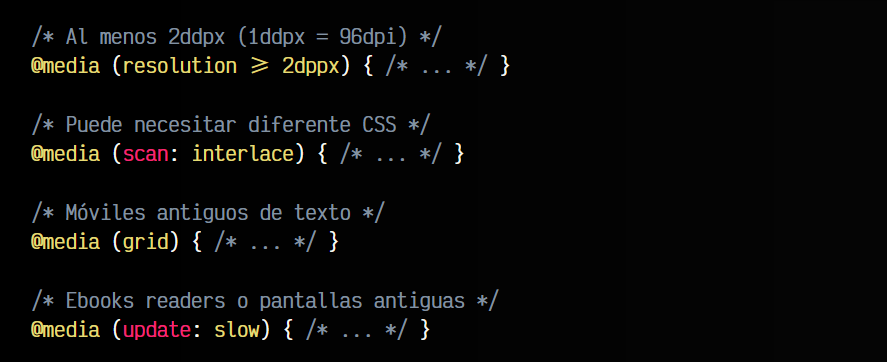 /* Al menos 2ddpx (1ddpx = 96dpi) */
@media (resolution >= 2dppx) { /* ... */ }
/* Puede necesitar diferente CSS */
@media (scan: interlace) { /* ... */ }
/* Móviles antiguos de texto */
@media (grid) { /* ... */ }
/* Ebooks readers o pantallas antiguas */
@media (update: slow) { /* ... */ }